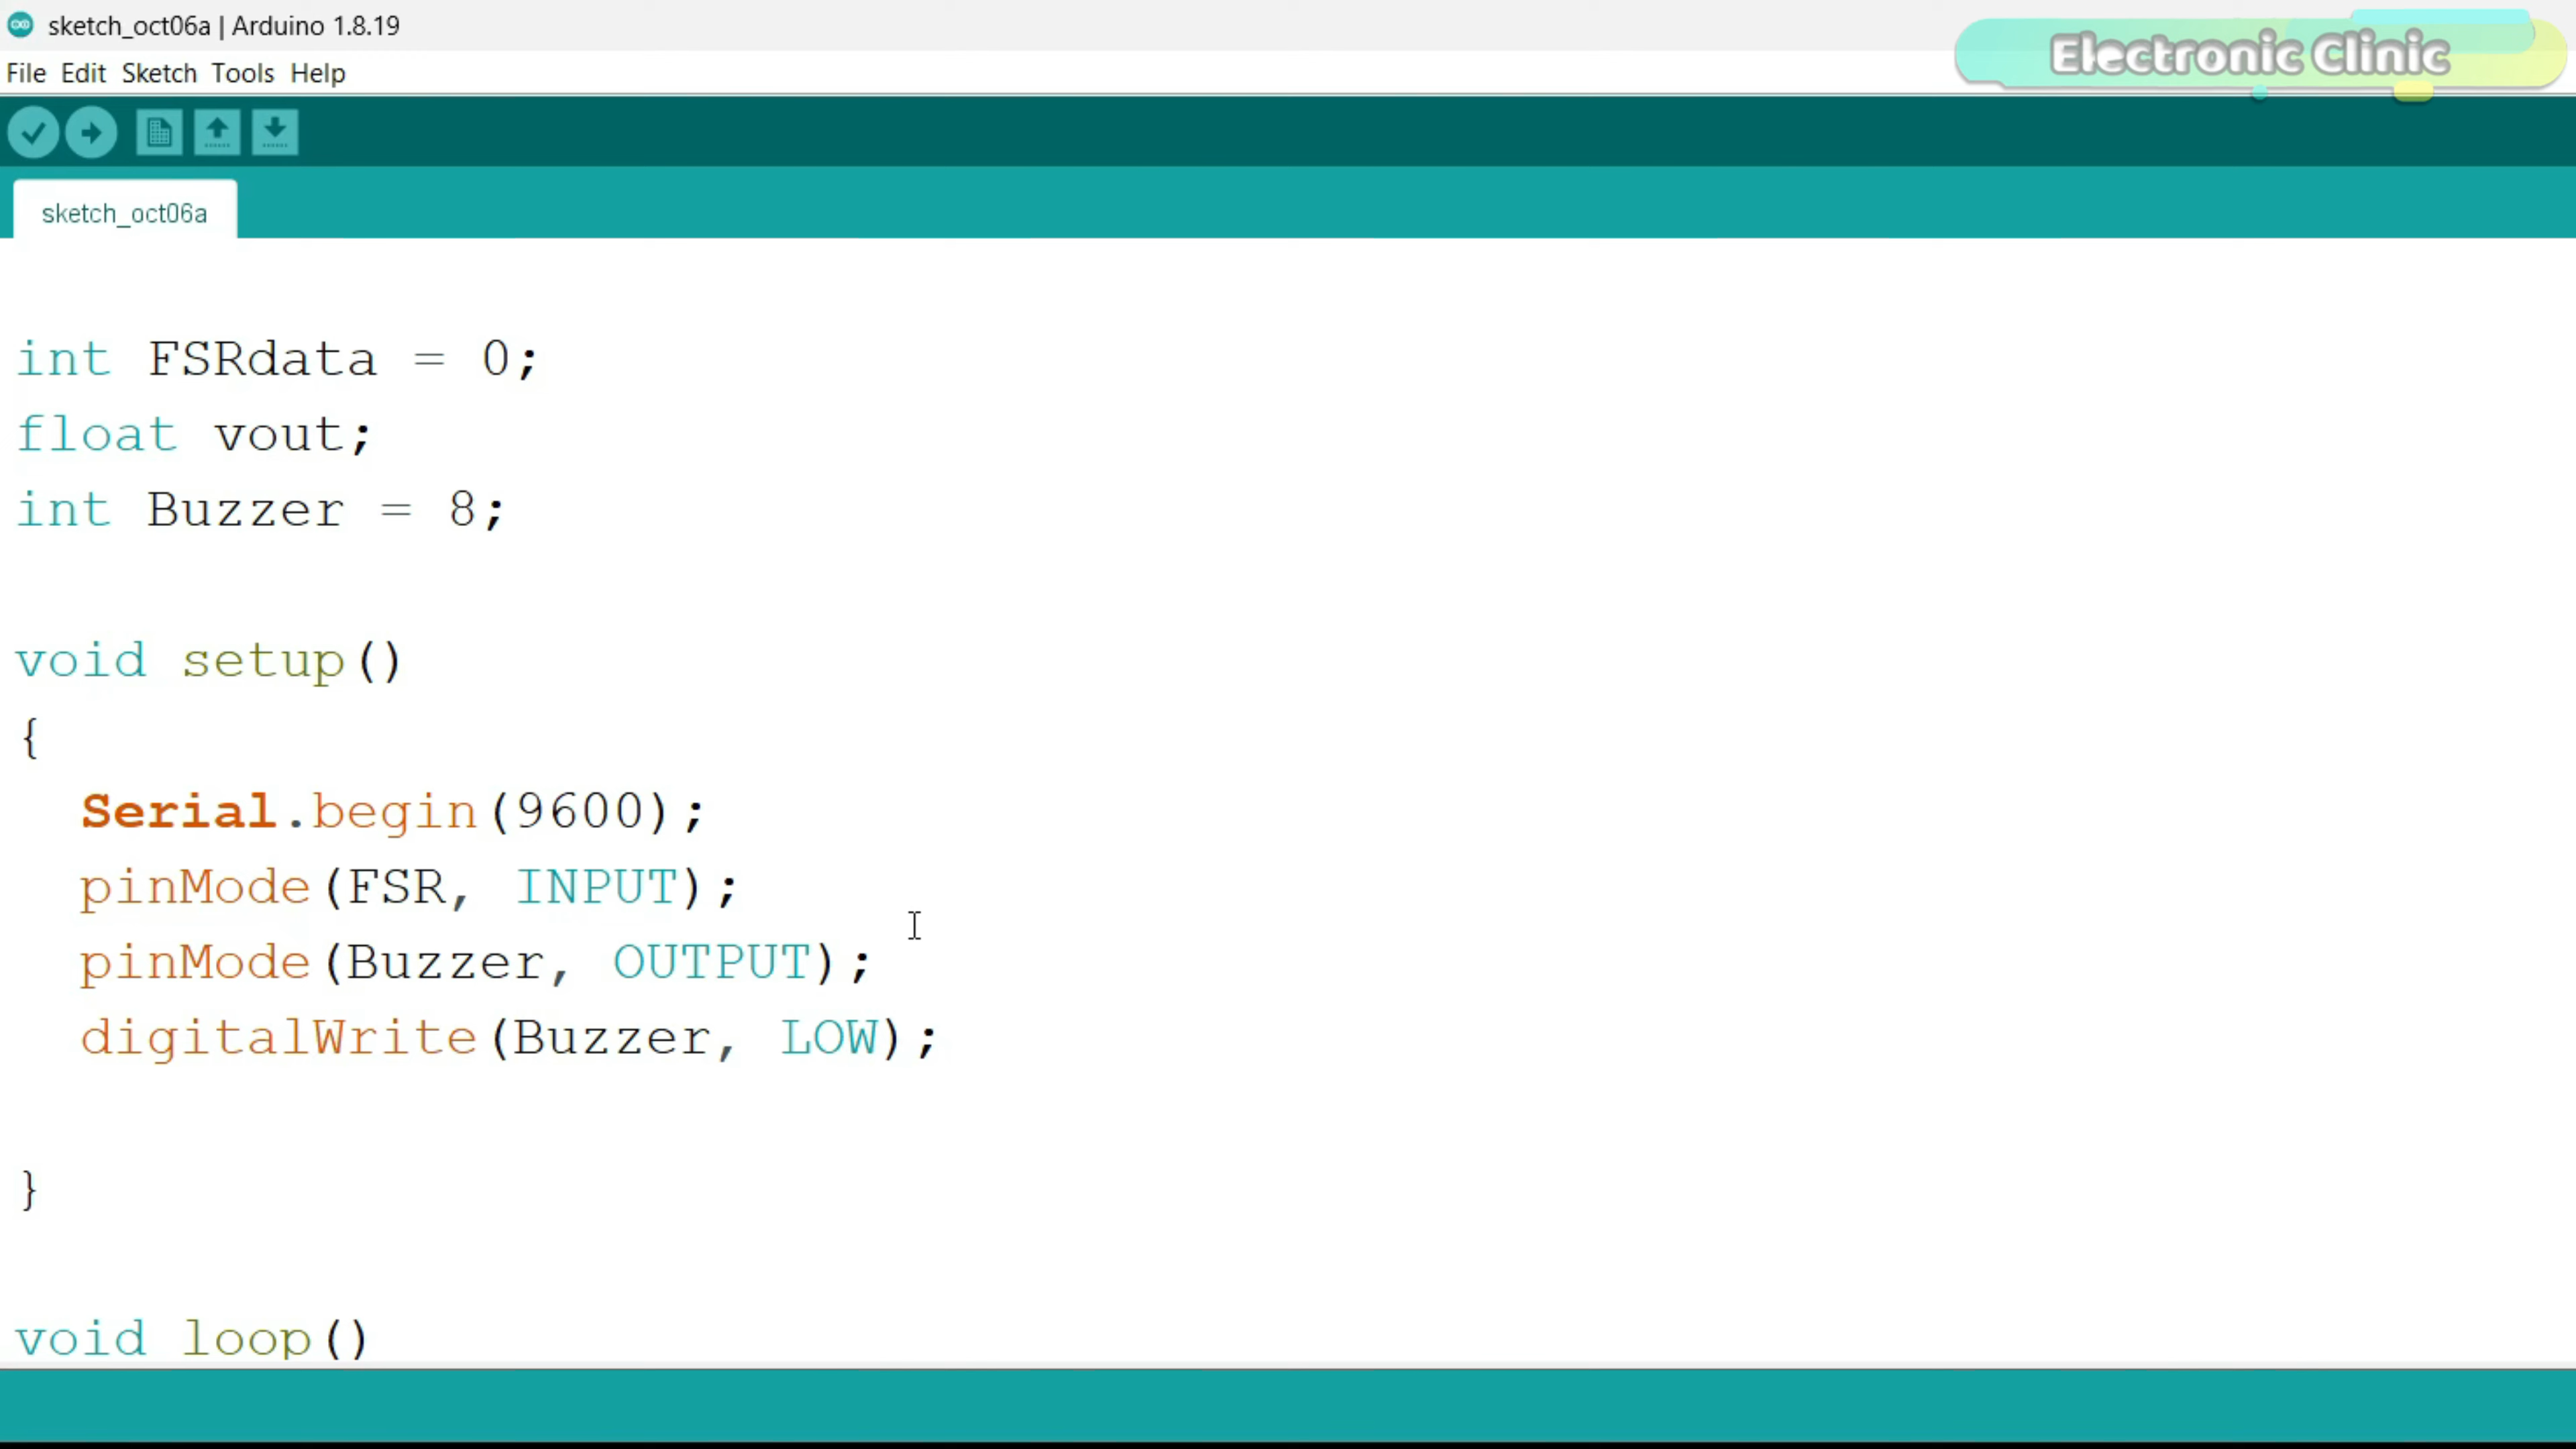 sketch_oct06a | Arduino 1.8.19
Electronic Clinic
File Edit Sketch Tools Help
sketch_oct06a
int FSRdata = 0;
float vout;
int Buzzer = 8;
void setup()
{
Serial.begin(9600);
pinMode(FSR, INPUT);
pinMode(Buzzer, OUTPUT);
digitalWrite(Buzzer, LOW);
}
void loop()